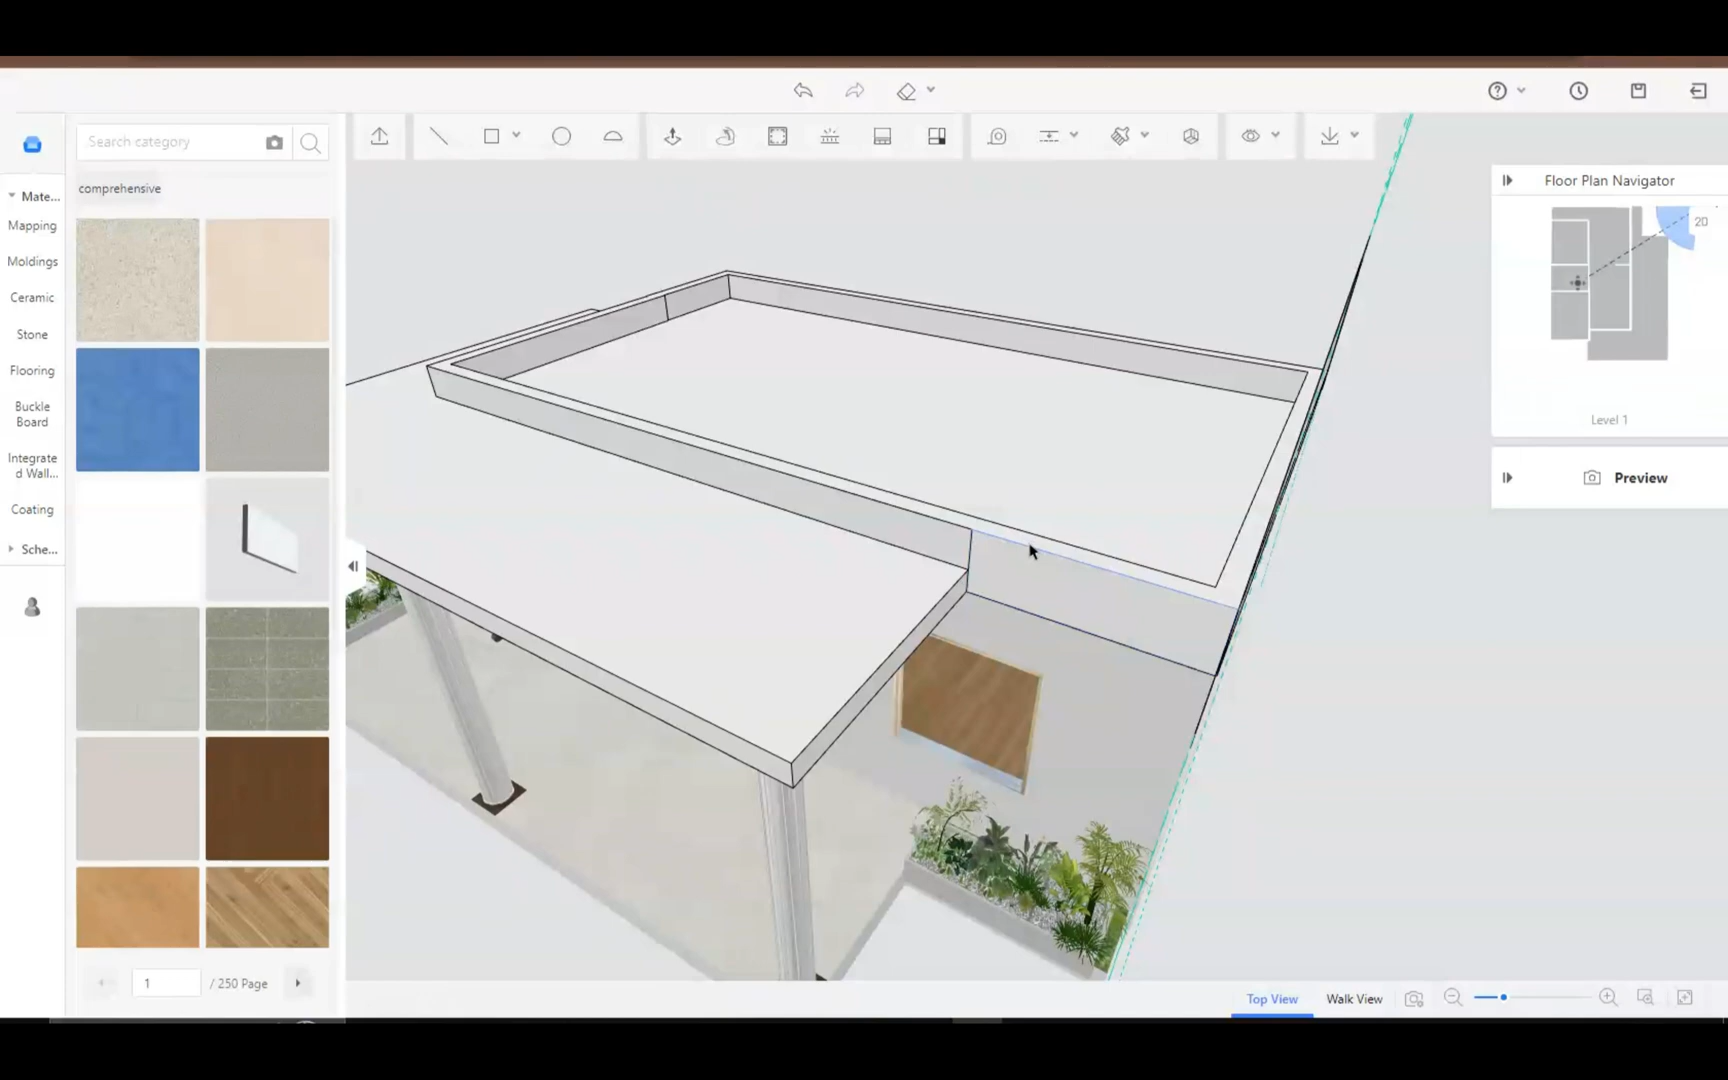 Search category
comprehensive
Mate...
Mapping
Moldings
Ceramic
Stone
Flooring
Buckle
Board
Integrate
d Wall...
Coating
Sche...
1
/ 250 Page
Floor Plan Navigator
20
Level 1
Preview
Top View
Walk View